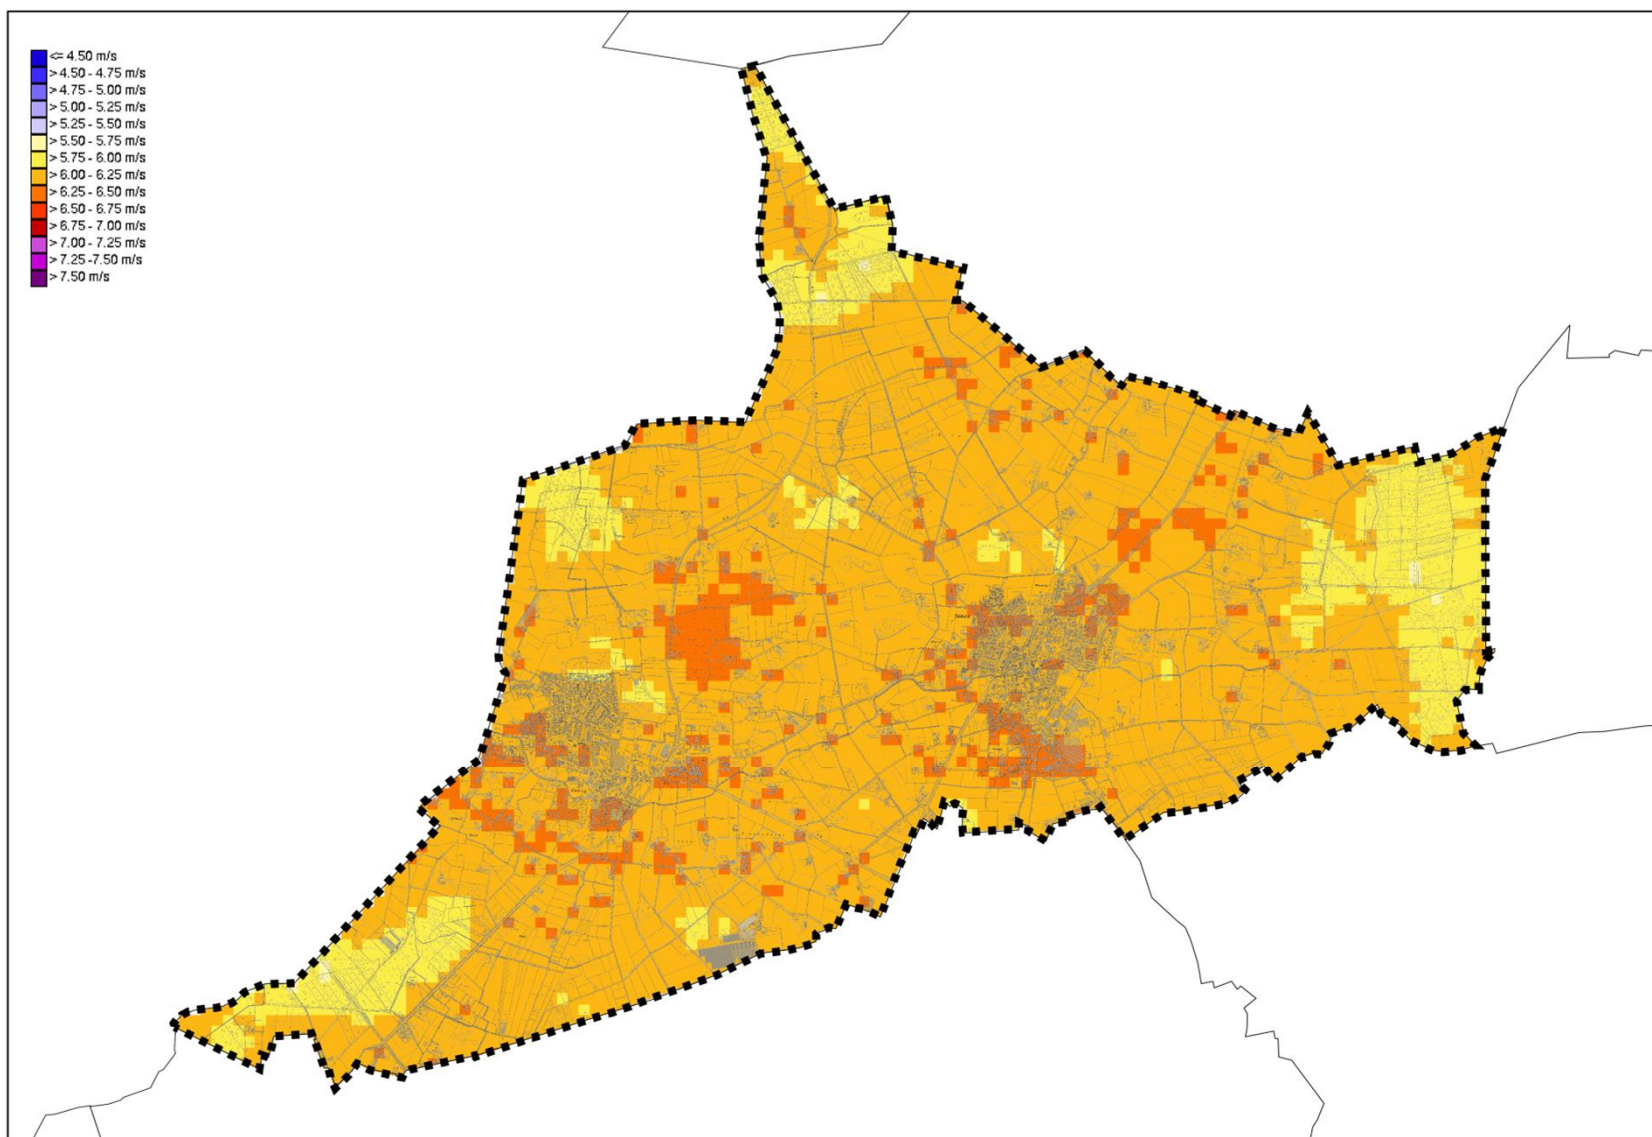 <= 4.50 m/s
> 4.50 - 4.75 m/s
> 4.75 - 5.00 m/s
> 5.00 - 5.25 m/s
> 5.25 - 5.50 m/s
> 5.50 - 5.75 m/s
> 5.75 - 6.00 m/s
> 6.00 - 6.25 m/s
> 6.25 - 6.50 m/s
> 6.50 - 6.75 m/s
> 6.75 - 7.00 m/s
> 7.00 - 7.25 m/s
> 7.25 -7.50 m/s
> 7.50 m/s